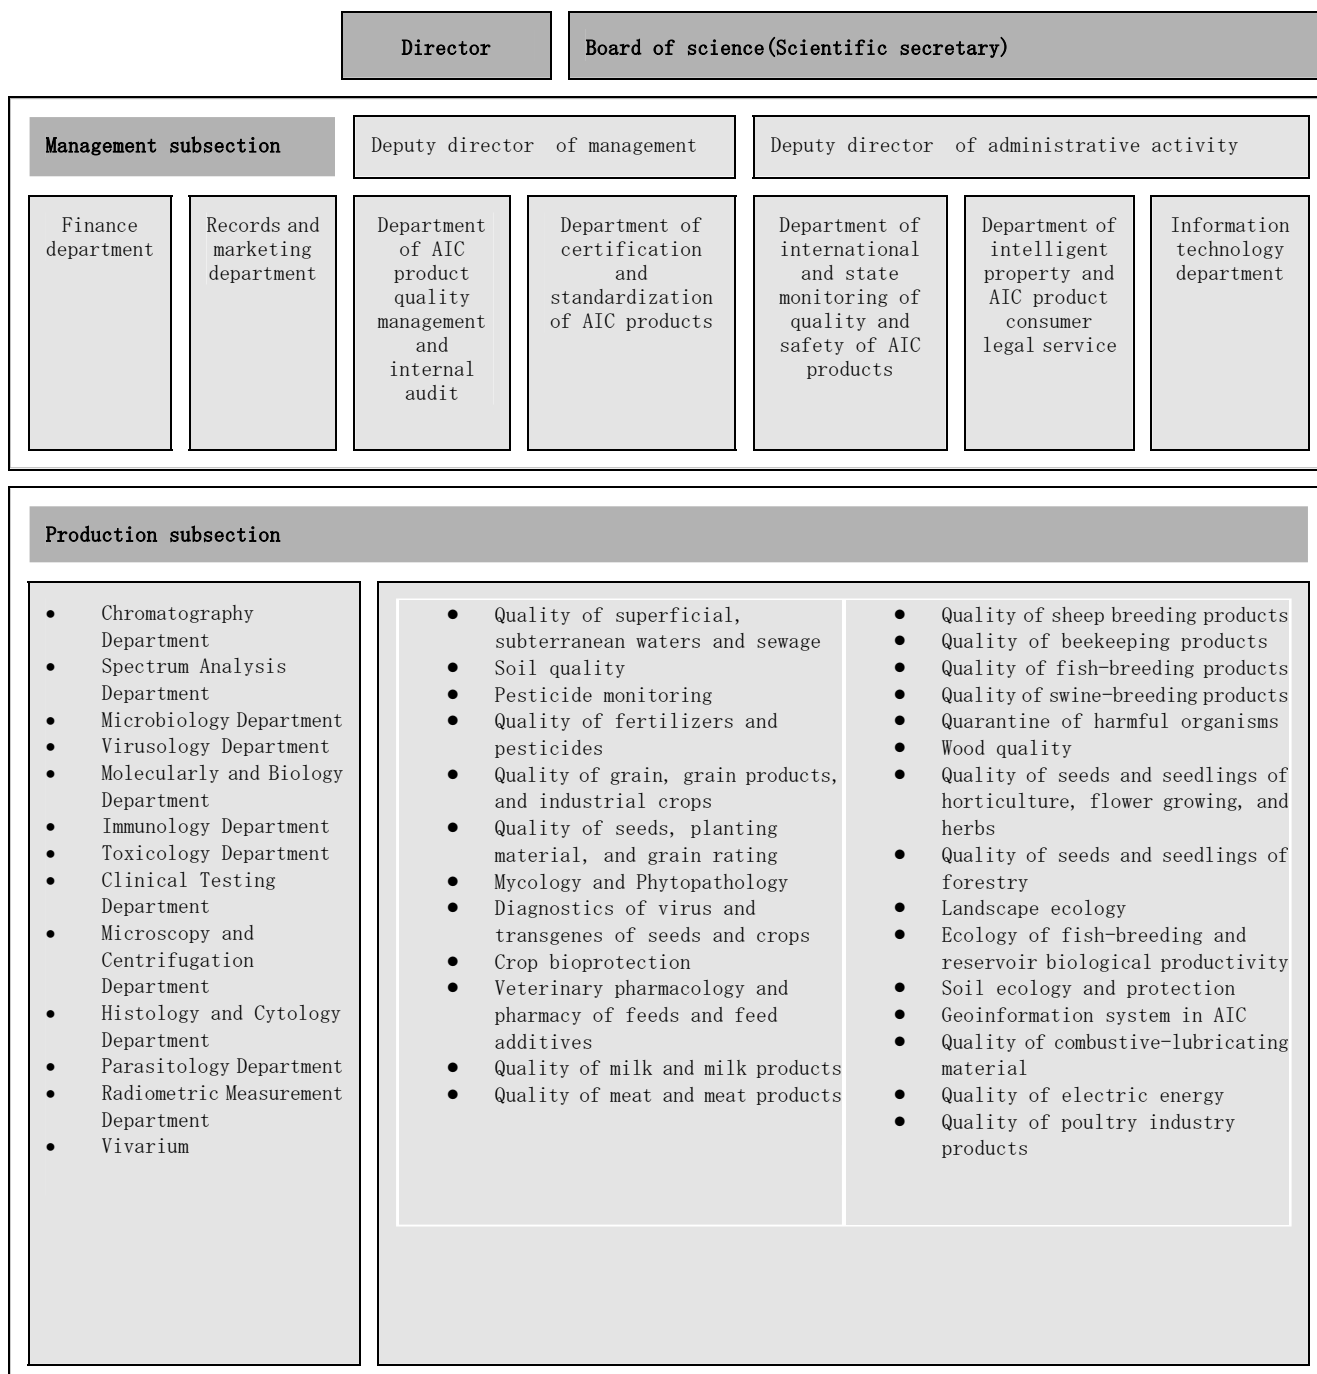 Director
Board of science(Scientific secretary)
Management subsection
Deputy director of management
Deputy director of administrative activity
Finance
department
Records and
marketing
department
Department
of AIC
product
quality
management
and
internal
audit
Department of
certification
and
standardization
of AIC products
Department of
international
and state
monitoring of
quality and
safety of AIC
products
Department of
intelligent
property and
AIC product
consumer
legal service
Information
technology
department
Production subsection
• Chromatography
Department
• Spectrum Analysis
Department
• Microbiology Department
• Virusology Department
• Molecularly and Biology
Department
• Immunology Department
• Toxicology Department
• Clinical Testing
Department
• Microscopy and
Centrifugation
Department
• Histology and Cytology
Department
• Parasitology Department
• Radiometric Measurement
Department
• Vivarium
● Quality of superficial,
subterranean waters and sewage
● Soil quality
● Pesticide monitoring
● Quality of fertilizers and
pesticides
● Quality of grain, grain products,
and industrial crops
● Quality of seeds, planting
material, and grain rating
● Mycology and Phytopathology
● Diagnostics of virus and
transgenes of seeds and crops
● Crop bioprotection
● Veterinary pharmacology and
pharmacy of feeds and feed
additives
● Quality of milk and milk products
● Quality of meat and meat products
● Quality of sheep breeding products
● Quality of beekeeping products
● Quality of fish-breeding products
● Quality of swine-breeding products
● Quarantine of harmful organisms
● Wood quality
● Quality of seeds and seedlings of
horticulture, flower growing, and
herbs
● Quality of seeds and seedlings of
forestry
● Landscape ecology
● Ecology of fish-breeding and
reservoir biological productivity
● Soil ecology and protection
● Geoinformation system in AIC
● Quality of combustive-lubricating
material
● Quality of electric energy
● Quality of poultry industry
products